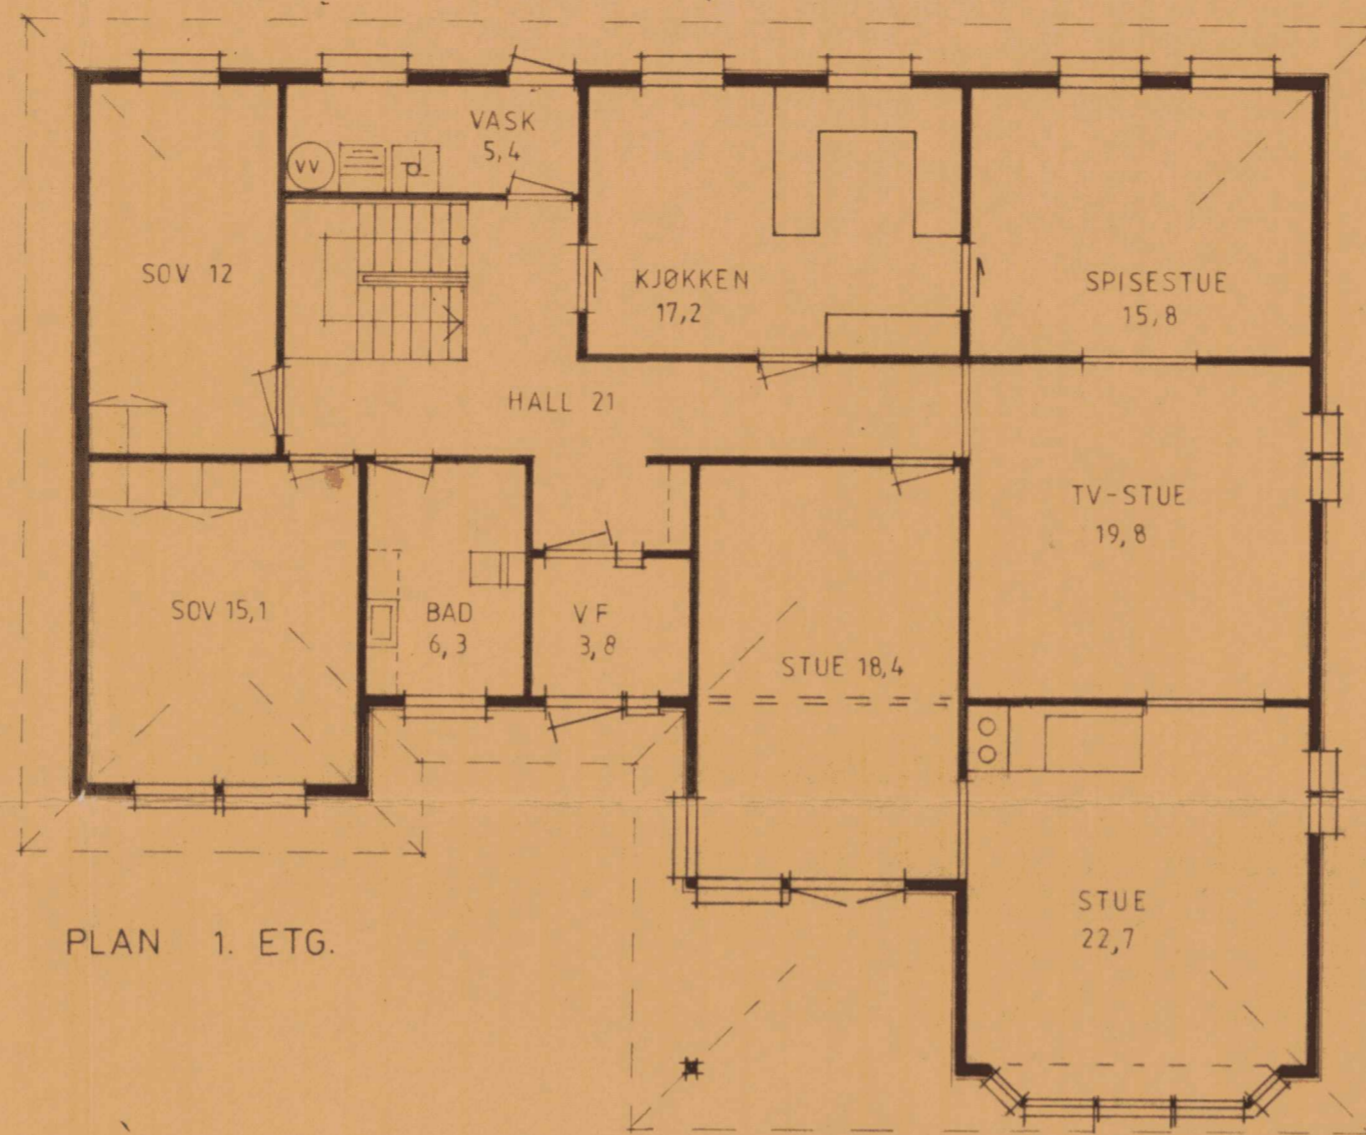 VASK
5,4
VV
SOV 12
KJØKKEN
17,2
SPISESTUE
15,8
HALL 21
TV-STUE
19,8
SOV 15,1
BAD
6,3
VF
3,8
STUE 18,4
STUE
22,7
PLAN 1. ETG.